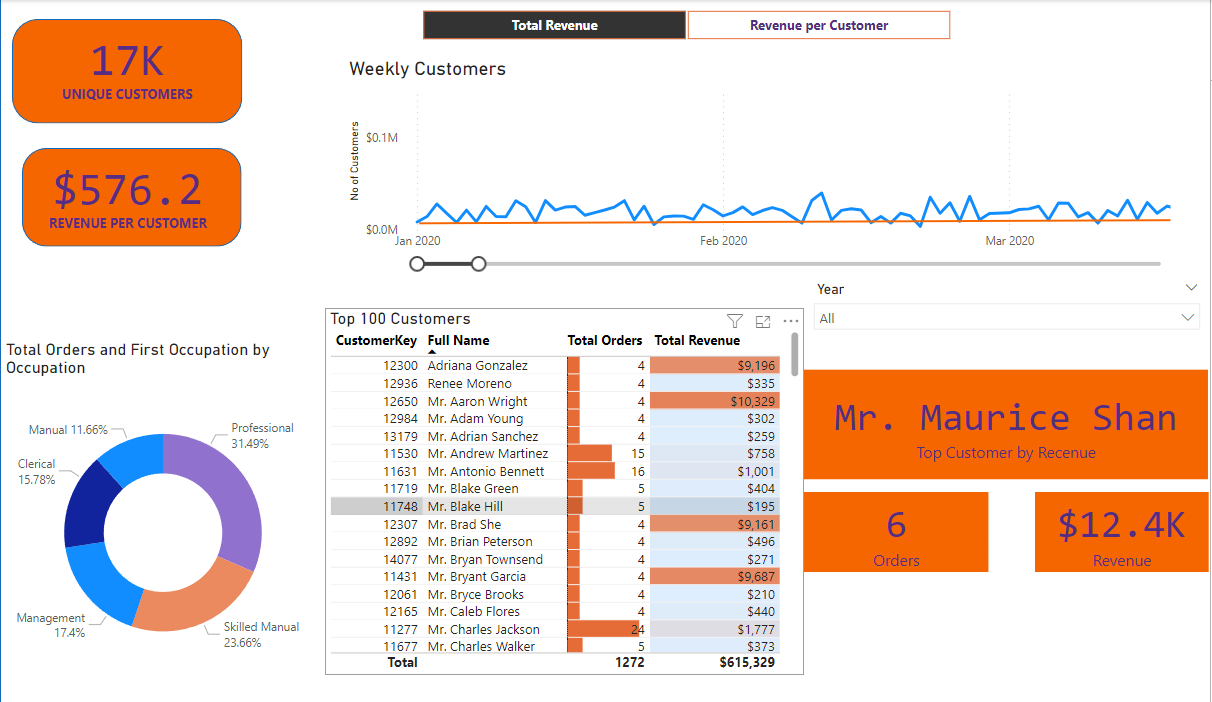 17K
UNIQUE CUSTOMERS
$576.2
REVENUE PER CUSTOMER
Total Revenue
Revenue per Customer
Weekly Customers
No of Customers
$0.1M
$0.0M
Jan 2020
Feb 2020
Mar 2020
Year
All
Total Orders and First Occupation by
Occupation
Manual 11.66%
Professional
31.49%
Clerical
15.78%
Management
17.4%
Skilled Manual
23.66%
Top 100 Customers
CustomerKey Full Name Total Orders Total Revenue
12300 Adriana Gonzalez 4 $9,196
12936 Renee Moreno 4 $335
12650 Mr. Aaron Wright 4 $10,329
12984 Mr. Adam Young 4 $302
13179 Mr. Adrian Sanchez 4 $259
11530 Mr. Andrew Martinez 15 $758
11631 Mr. Antonio Bennett 16 $1,001
11719 Mr. Blake Green 5 $404
11748 Mr. Blake Hill 5 $195
12307 Mr. Brad She 4 $9,161
12892 Mr. Brian Peterson 4 $496
14077 Mr. Bryan Townsend 4 $271
11431 Mr. Bryant Garcia 4 $9,687
12061 Mr. Bryce Brooks 4 $210
12165 Mr. Caleb Flores 4 $440
11277 Mr. Charles Jackson 24 $1,777
11677 Mr. Charles Walker 5 $373
Total 1272 $615,329
Mr. Maurice Shan
Top Customer by Recenue
6
Orders
$12.4K
Revenue